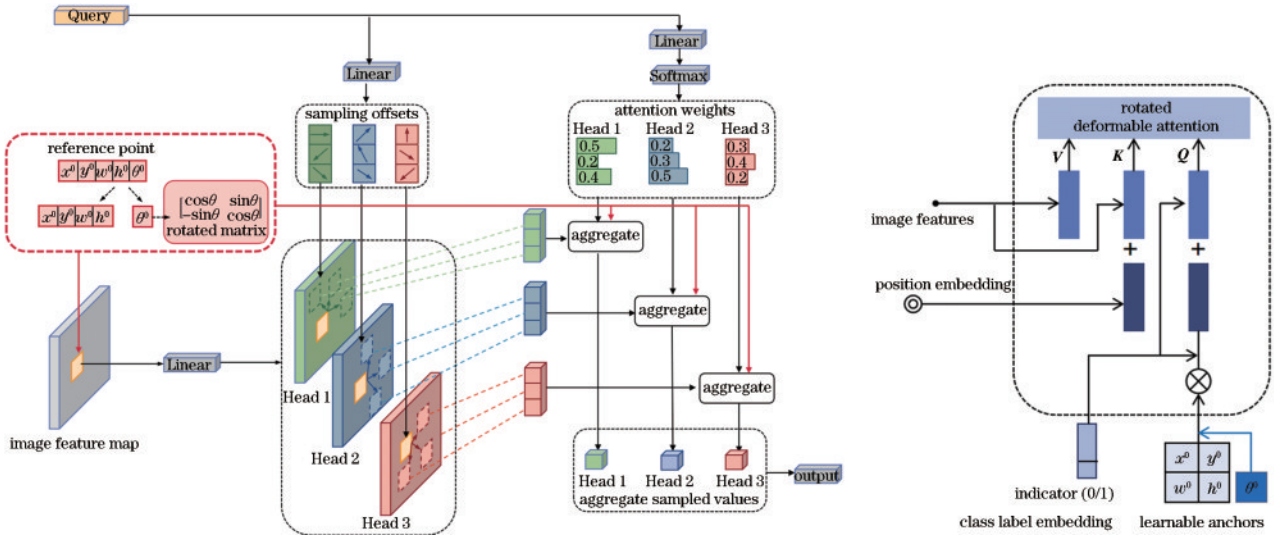 Query
Linear
Linear
Softmax
sampling offsets
attention weights
Head 1 Head 2 Head 3
0.5 0.2 0.3
0.2 0.3 0.4
0.4 0.5 0.2
reference point
x⁰ y⁰ w⁰ h⁰ θ⁰
x⁰ y⁰ w⁰ h⁰ θ⁰
cosθ sinθ
-sinθ cosθ
rotated matrix
aggregate
aggregate
aggregate
Linear
Head 1
Head 2
Head 3
image feature map
Head 1 Head 2 Head 3
aggregate sampled values
output
rotated
deformable attention
V K Q
image features
+ +
position embedding
indicator (0/1)
class label embedding
x⁰ y⁰
w⁰ h⁰ θ⁰
learnable anchors